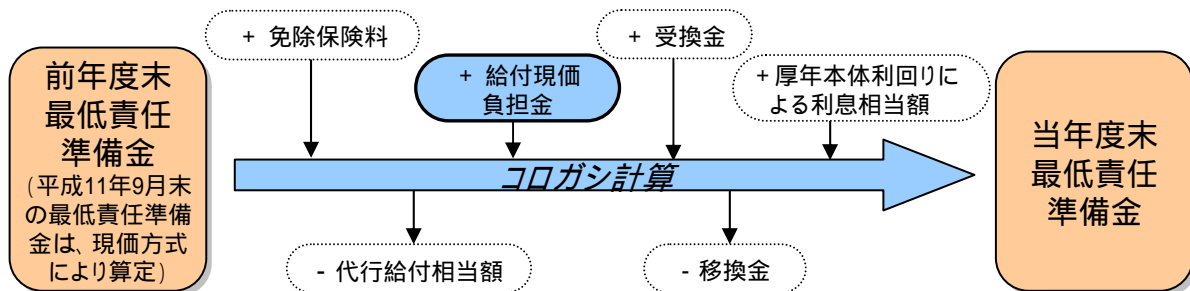 + 免除保険料
+ 受換金
前年度末
最低責任
準備金
(平成11年9月末
の最低責任準備
金は、現価方式
により算定)
+ 給付現価
負担金
+厚年本体利回りに
よる利息相当額
コロガシ計算
当年度末
最低責任
準備金
- 代行給付相当額
- 移換金